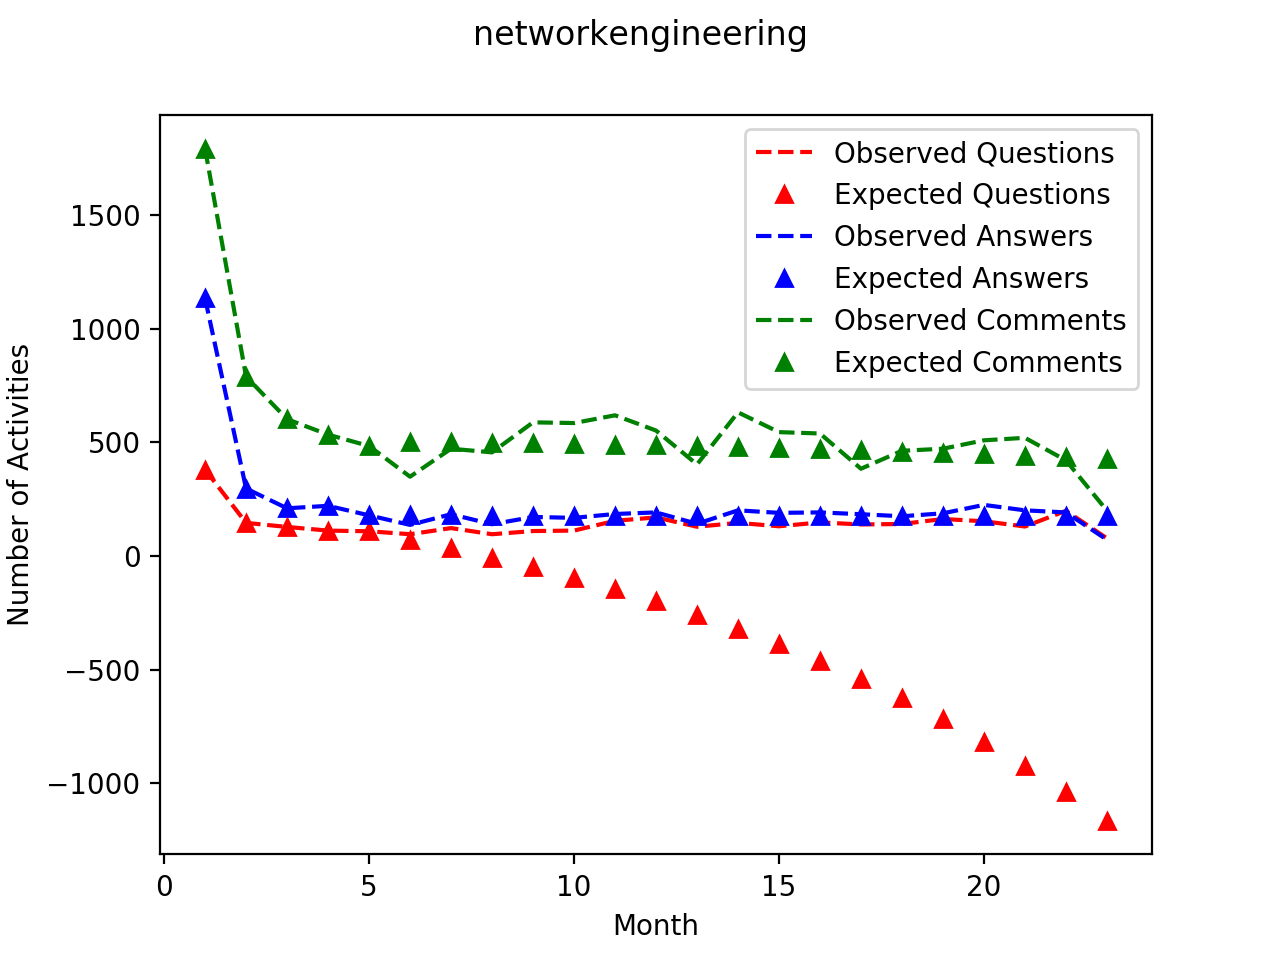 networkengineering
Observed Questions
Expected Questions
Observed Answers
Expected Answers
Observed Comments
Expected Comments
Number of Activities
1500
1000
500
0
−500
−1000
0 5 10 15 20
Month